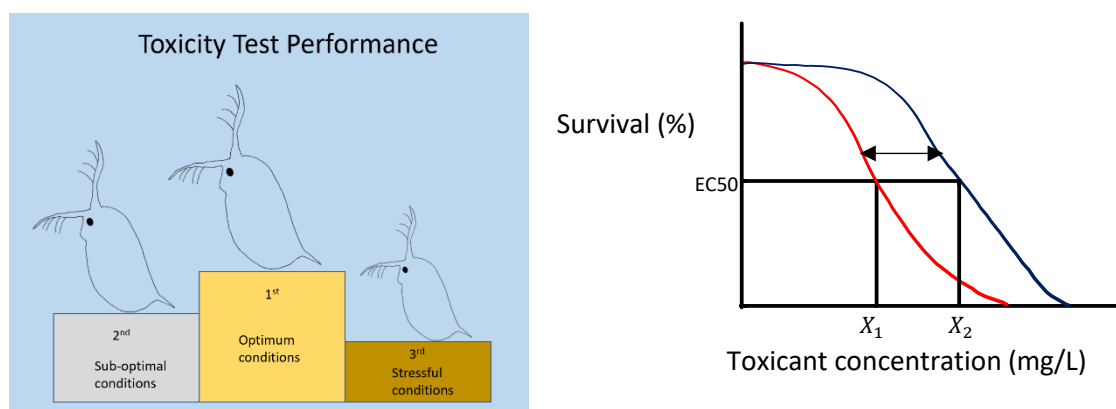 Toxicity Test Performance
2nd
Sub-optimal
conditions
1st
Optimum
conditions
3rd
Stressful
conditions
Survival (%)
EC50
X1
X2
Toxicant concentration (mg/L)